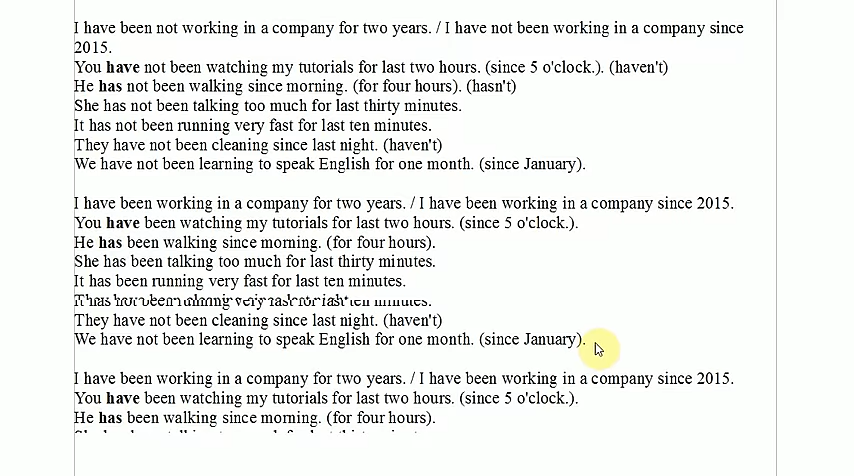 I have been not working in a company for two years. / I have not been working in a company since
2015.
You have not been watching my tutorials for last two hours. (since 5 o'clock.). (haven't)
He has not been walking since morning. (for four hours). (hasn't)
She has not been talking too much for last thirty minutes.
It has not been running very fast for last ten minutes.
They have not been cleaning since last night. (haven't)
We have not been learning to speak English for one month. (since January).
I have been working in a company for two years. / I have been working in a company since 2015.
You have been watching my tutorials for last two hours. (since 5 o'clock.).
He has been walking since morning. (for four hours).
She has been talking too much for last thirty minutes.
It has been running very fast for last ten minutes.
ten minutes.
They have not been cleaning since last night. (haven't)
We have not been learning to speak English for one month. (since January).
I have been working in a company for two years. / I have been working in a company since 2015.
You have been watching my tutorials for last two hours. (since 5 o'clock.).
He has been walking since morning. (for four hours).